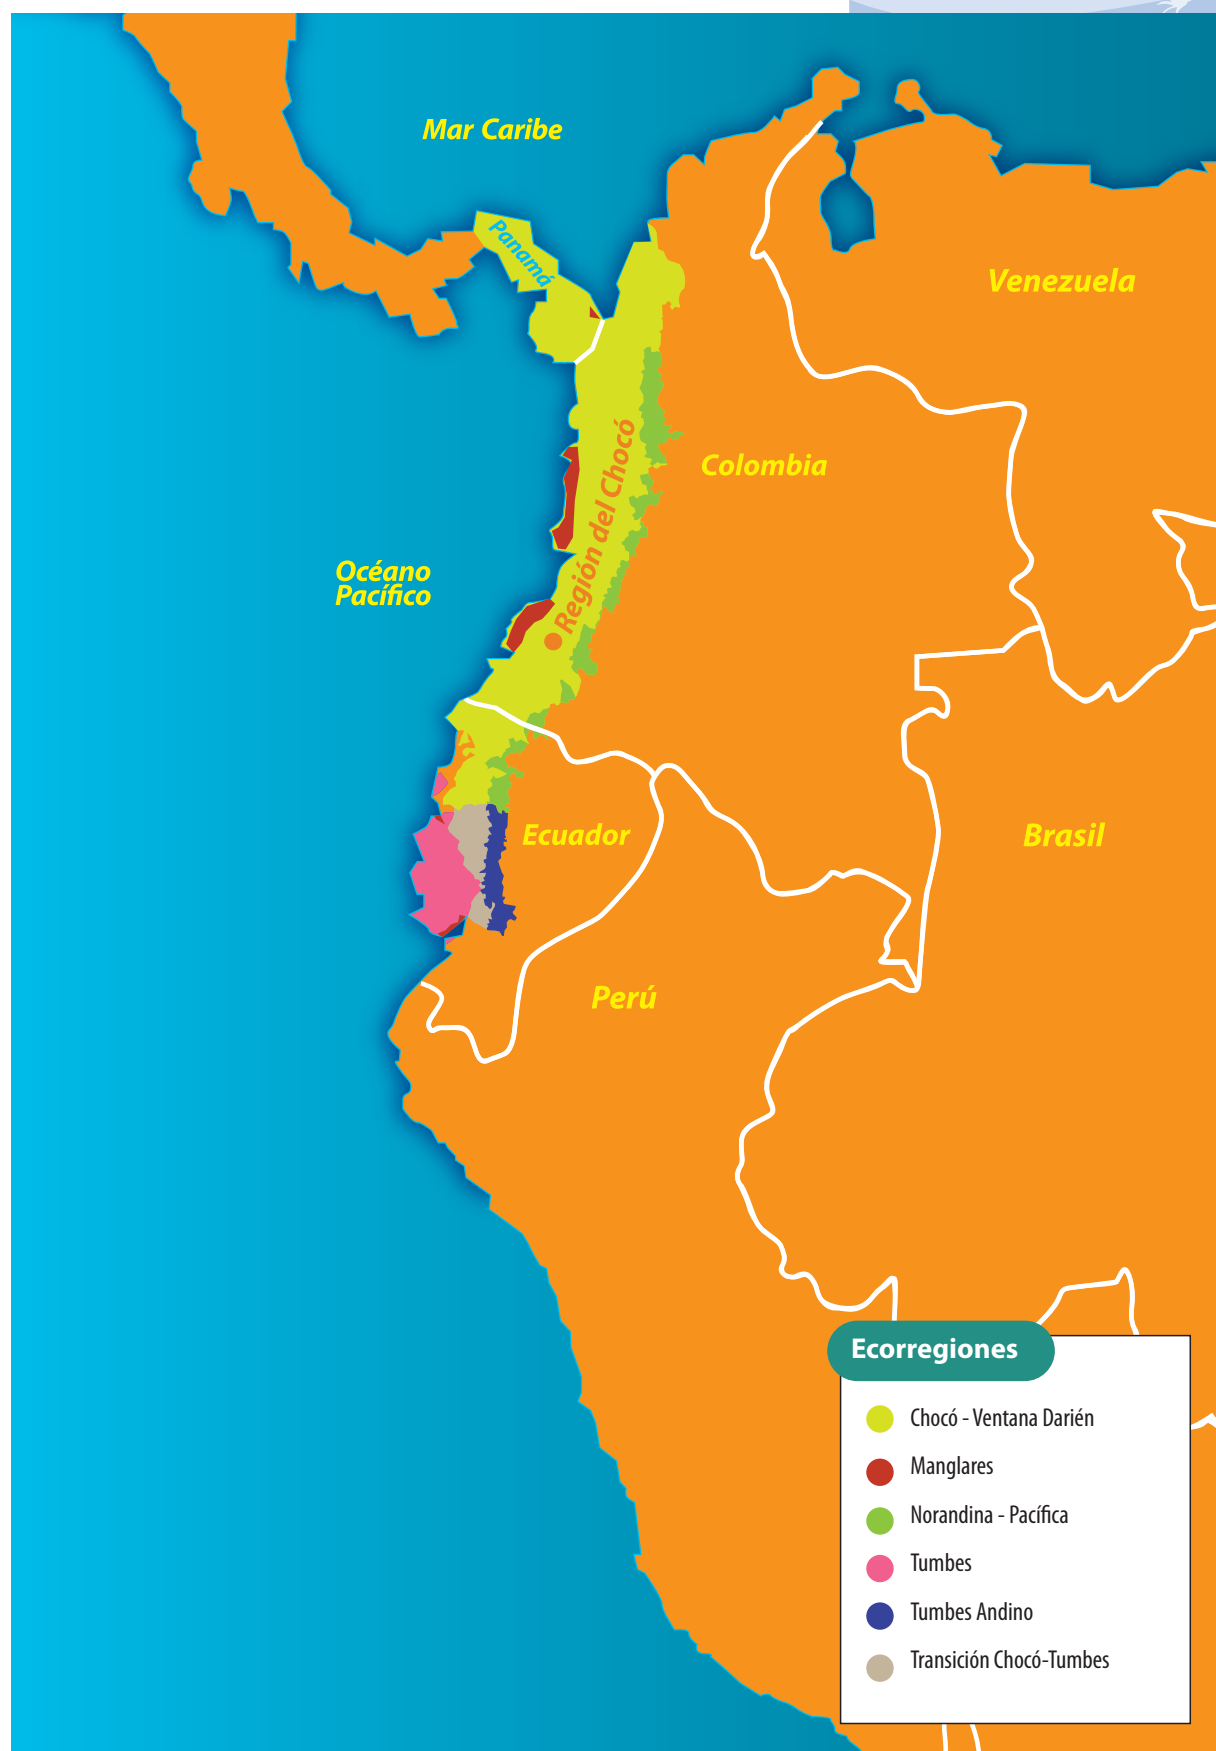 Mar Caribe
Panamá
Venezuela
Región del Chocó
Colombia
Océano
Pacífico
Ecuador
Brasil
Perú
Ecorregiones
Chocó - Ventana Darién
Manglares
Norandina - Pacífica
Tumbes
Tumbes Andino
Transición Chocó-Tumbes